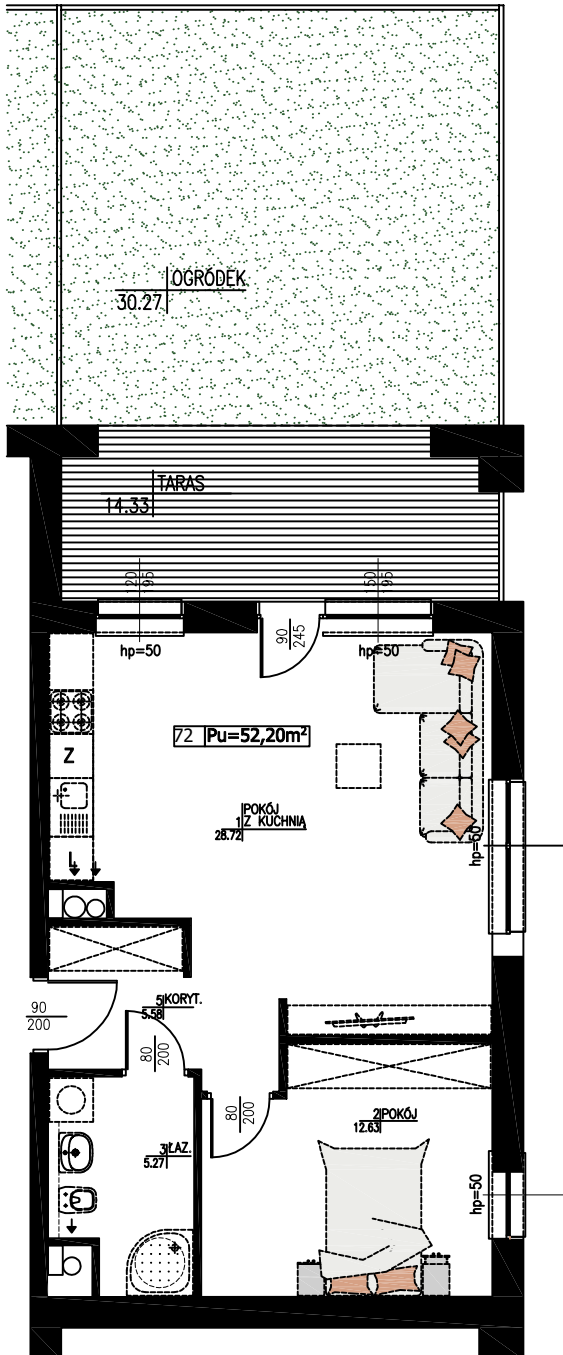 OGRÓDEK
30.27
TARAS
14.33
120
195
150
195
90
245
hp=50
hp=50
72 Pu=52,20m²
Z
POKÓJ
1 Z KUCHNIĄ
28.72
hp=50
L
5 KORYT.
5.58
90
200
80
200
80
200
2 POKÓJ
12.63
3 ŁAZ.
5.27
hp=50